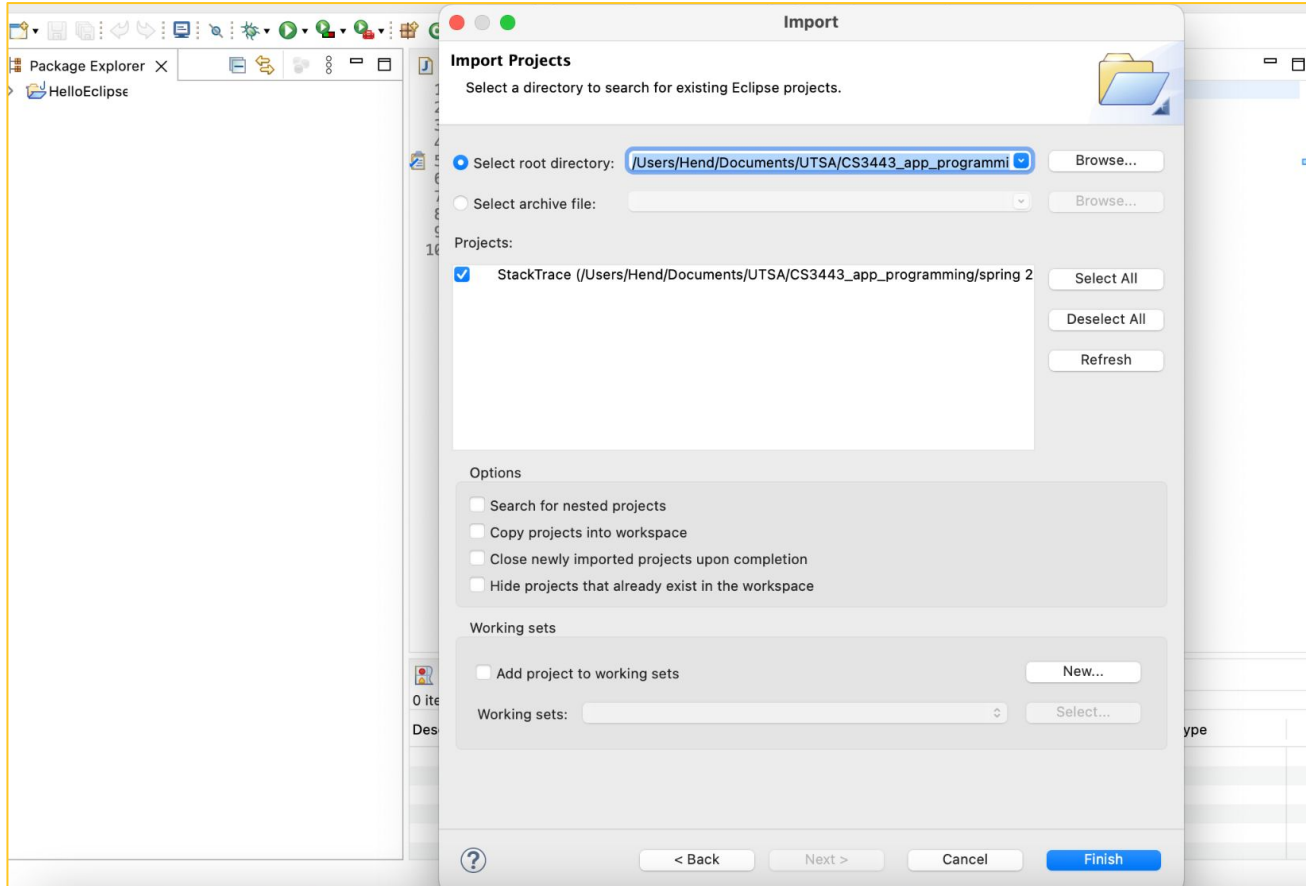 Import
Package Explorer
HelloEclipse
1
10
Import Projects
Select a directory to search for existing Eclipse projects.
Select root directory: /Users/Hend/Documents/UTSA/CS3443_app_programmi Browse...
Select archive file: Browse...
Projects:
StackTrace (/Users/Hend/Documents/UTSA/CS3443_app_programming/spring 2
Select All
Deselect All
Refresh
Options
Search for nested projects
Copy projects into workspace
Close newly imported projects upon completion
Hide projects that already exist in the workspace
Working sets
Add project to working sets New...
Working sets: Select...
0 ite
Des
ype
? < Back Next > Cancel Finish